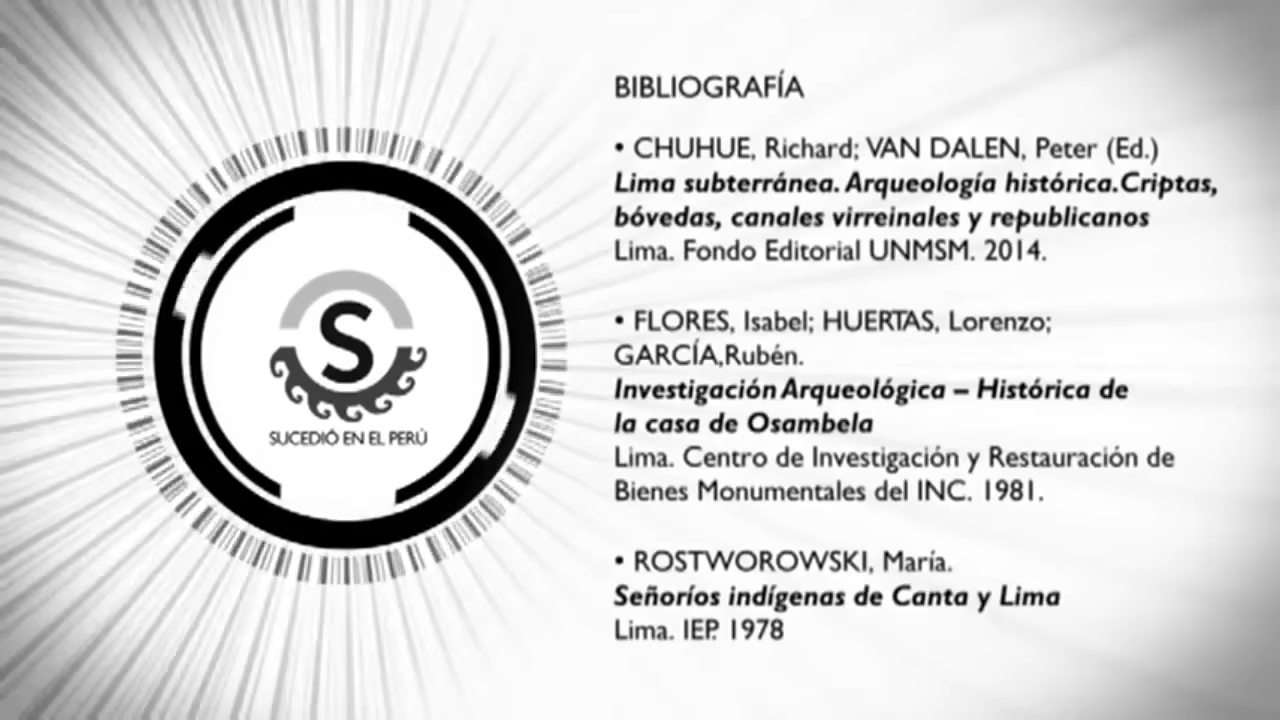 S
SUCEDIÓ EN EL PERÚ
BIBLIOGRAFÍA
• CHUHUE, Richard; VAN DALEN, Peter (Ed.)
Lima subterránea. Arqueología histórica.Criptas,
bóvedas, canales virreinales y republicanos
Lima. Fondo Editorial UNMSM. 2014.
• FLORES, Isabel; HUERTAS, Lorenzo;
GARCÍA,Rubén.
Investigación Arqueológica – Histórica de
la casa de Osambela
Lima. Centro de Investigación y Restauración de
Bienes Monumentales del INC. 1981.
• ROSTWOROWSKI, María.
Señoríos indígenas de Canta y Lima
Lima. IEP. 1978